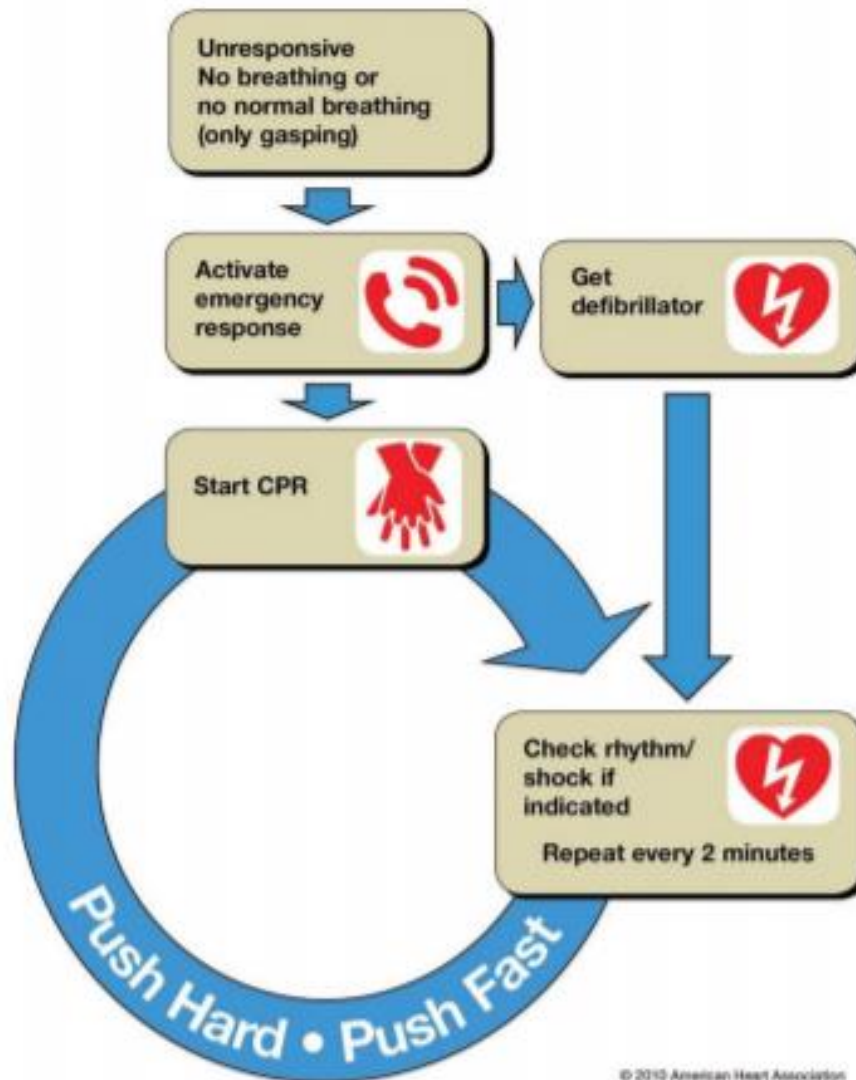 Unresponsive
No breathing or
no normal breathing
(only gasping)
Activate
emergency
response
Get
defibrillator
Start CPR
Check rhythm/
shock if
indicated
Repeat every 2 minutes
Push Hard • Push Fast
© 2010 American Heart Association